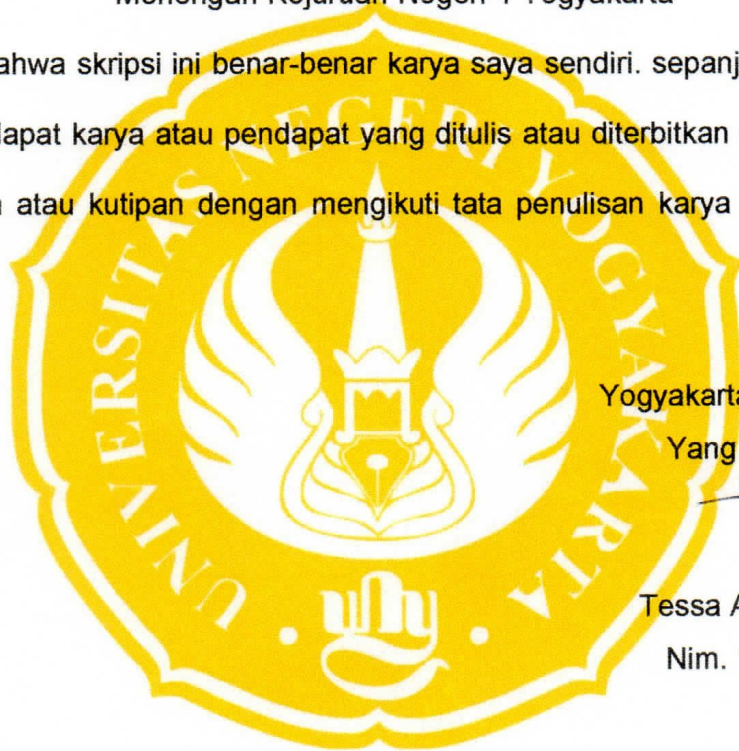 Menengah Kejuruan Negeri 1 Yogyakarta
ahwa skripsi ini benar-benar karya saya sendiri. sepanj
dapat karya atau pendapat yang ditulis atau diterbitkan
atau kutipan dengan mengikuti tata penulisan karya
UNIVERSITAS NEGERI YOGYAKARTA
Yogyakarta
Yang
Tessa A
Nim.
uny